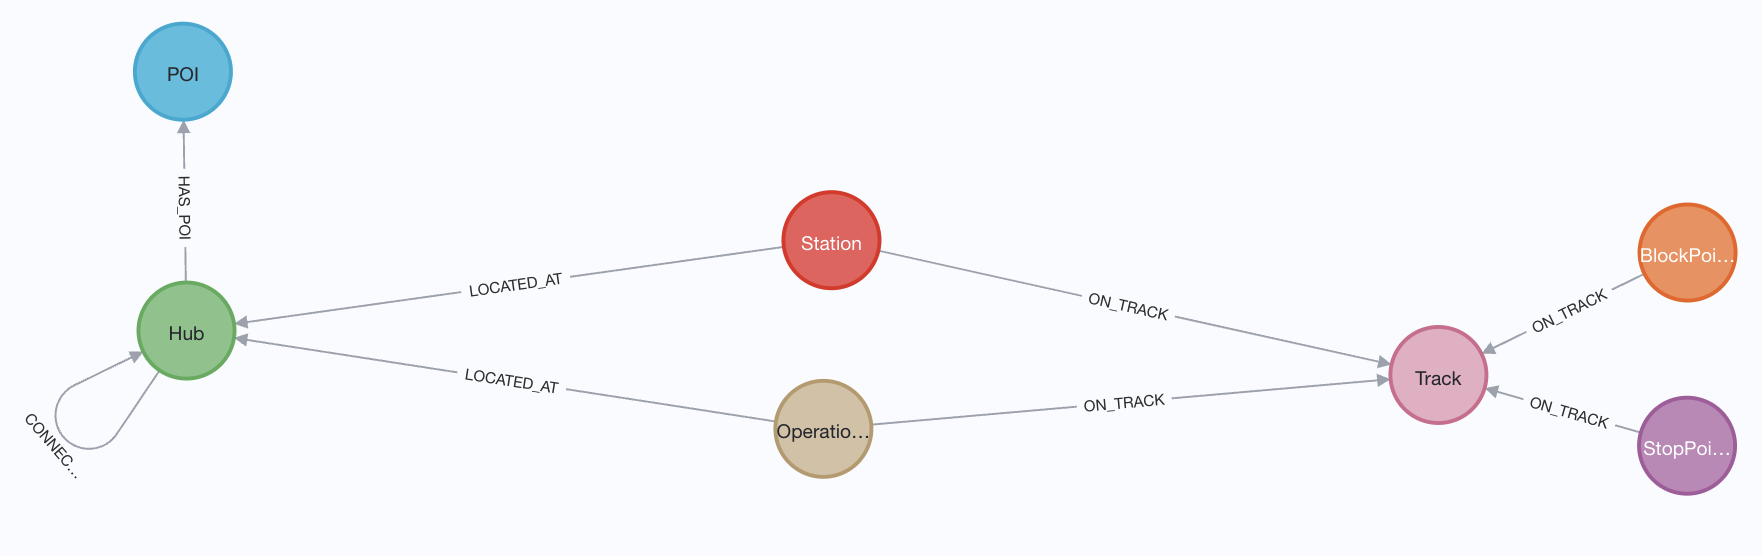 POI
HAS_POI
Station
BlockPoi...
LOCATED_AT
ON_TRACK
ON_TRACK
Hub
Track
LOCATED_AT
ON_TRACK
ON_TRACK
Operatio...
StopPoi...
CONNEC...